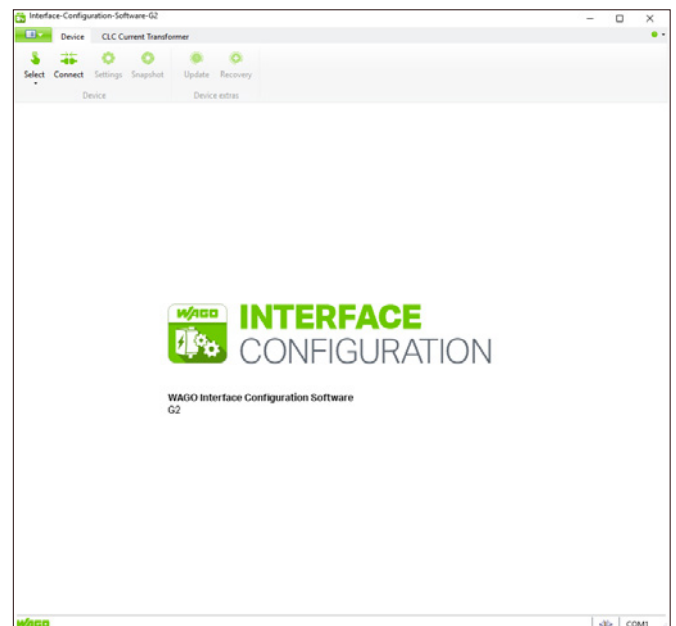 Interface-Configuration-Software-G2
Device CLC Current Transformer
Select Connect Settings Snapshot Update Recovery
Device Device extras
WAGO INTERFACE
CONFIGURATION
WAGO Interface Configuration Software
G2
WAGO COM1